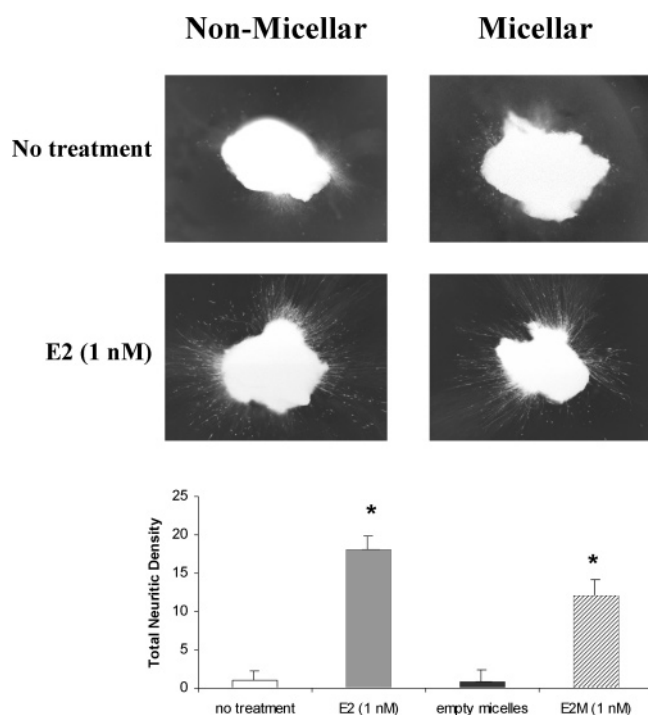 Non-Micellar Micellar
No treatment
E2 (1 nM)
25
20
15
10
5
0
Total Neuritic Density
*
*
no treatment E2 (1 nM) empty micelles E2M (1 nM)